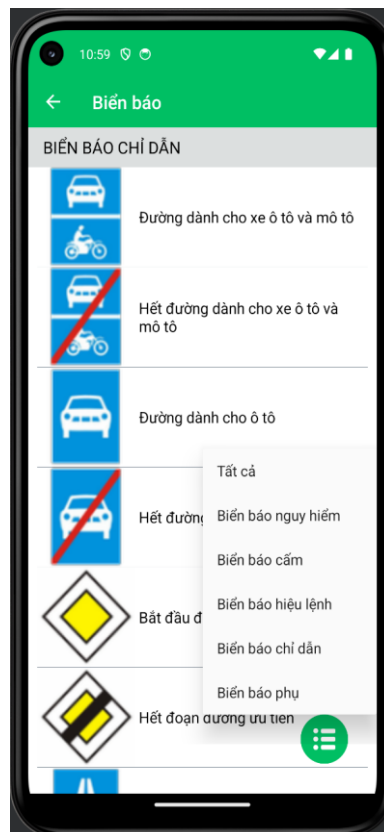 10:59
Biển báo
BIỂN BÁO CHỈ DẪN
Đường dành cho xe ô tô và mô tô
Hết đường dành cho xe ô tô và
mô tô
Đường dành cho ô tô
Hết đường
Bắt đầu đ
Hết đoạn đường ưu tiên
Tất cả
Biển báo nguy hiểm
Biển báo cấm
Biển báo hiệu lệnh
Biển báo chỉ dẫn
Biển báo phụ